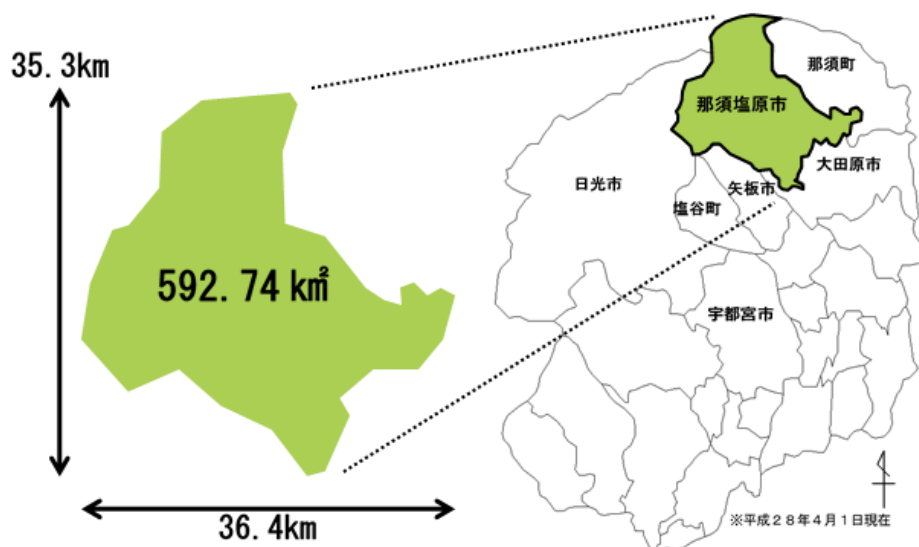 35.3km
592.74㎢
36.4km
那須町
那須塩原市
大田原市
日光市
矢板市
塩谷町
宇都宮市
※平成２８年４月１日現在